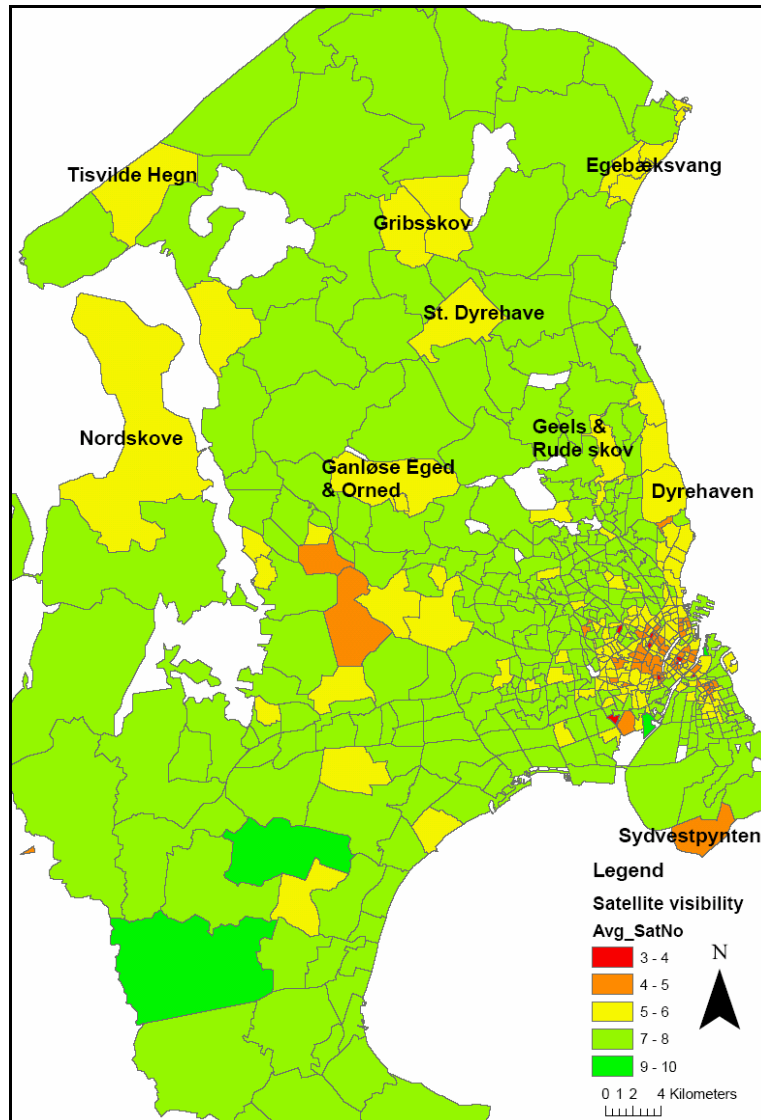 Tisvilde Hegn
Egebæksvang
Gribsskov
St. Dyrehave
Nordskove
Geels &
Rude skov
Ganløse Eged
& Orned
Dyrehaven
Sydvestpynten
Legend
Satellite visibility
Avg_SatNo
3 - 4
4 - 5
5 - 6
7 - 8
9 - 10
N
0 1 2 4 Kilometers